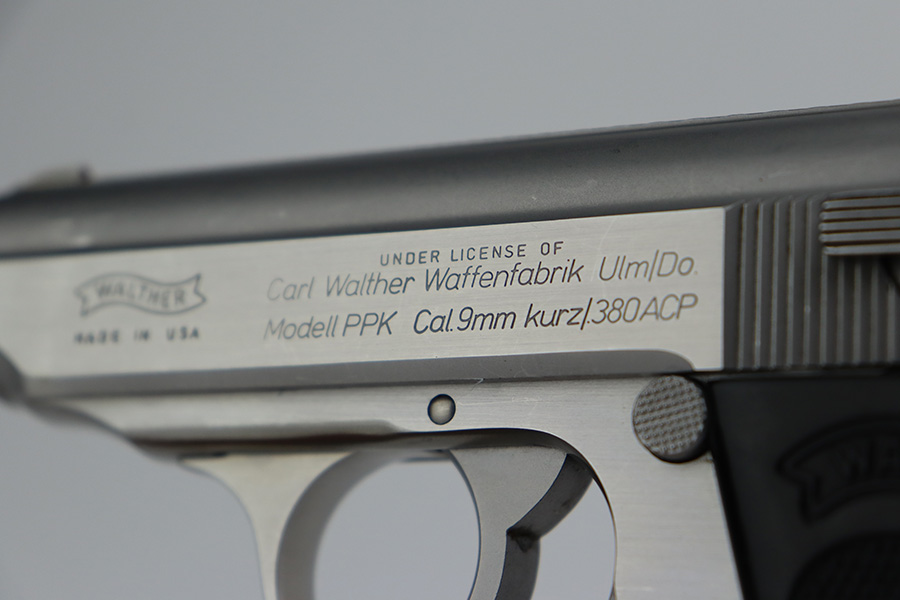 WALTHER
MADE IN USA
UNDER LICENSE OF
Carl Walther Waffenfabrik Ulm/Do.
Modell PPK Cal.9mm kurz/.380ACP